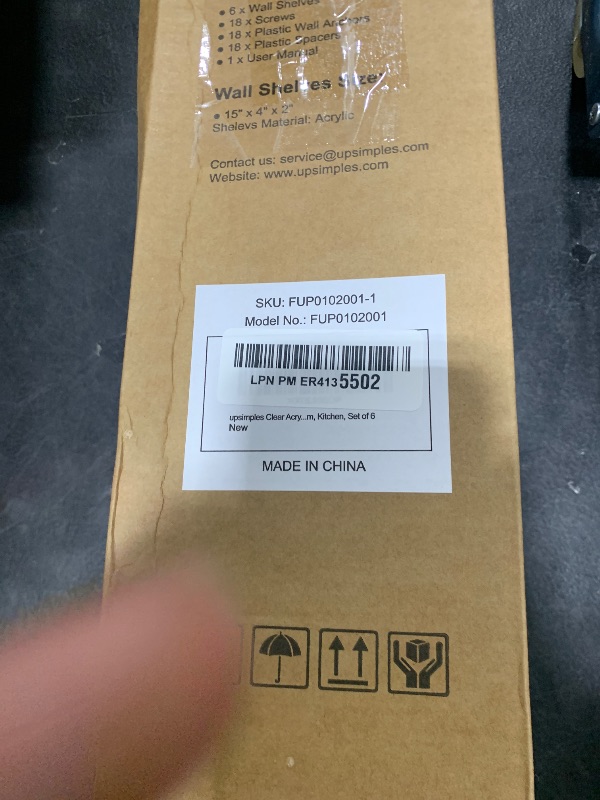 • 6 x Wall Shelves
• 18 x Screws
• 18 x Plastic Wall Anchors
• 18 x Plastic Spacers
• 1 x User Manual
Wall Shelves Size:
• 15" x 4" x 2"
Shelevs Material: Acrylic
Contact us: service@upsimples.com
Website: www.upsimples.com
SKU: FUP0102001-1
Model No.: FUP0102001
LPN PM ER4135502
upsimples Clear Acry...m, Kitchen, Set of 6
New
MADE IN CHINA